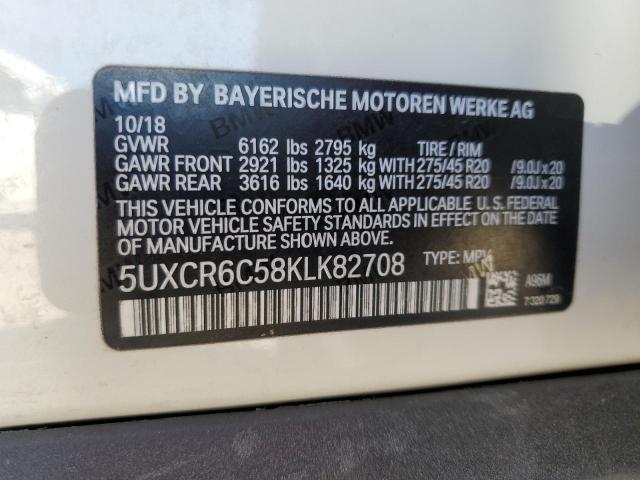 MFD BY BAYERISCHE MOTOREN WERKE AG
10/18
GVWR 6162 lbs 2795 kg TIRE / RIM
GAWR FRONT 2921 lbs 1325 kg WITH 275/45 R20 /9.0J x 20
GAWR REAR 3616 lbs 1640 kg WITH 275/45 R20 /9.0J x 20
THIS VEHICLE CONFORMS TO ALL APPLICABLE U. S. FEDERAL
MOTOR VEHICLE SAFETY STANDARDS IN EFFECT ON THE DATE
OF MANUFACTURE SHOWN ABOVE.
5UXCR6C58KLK82708 TYPE: MPV
A96M
7320729